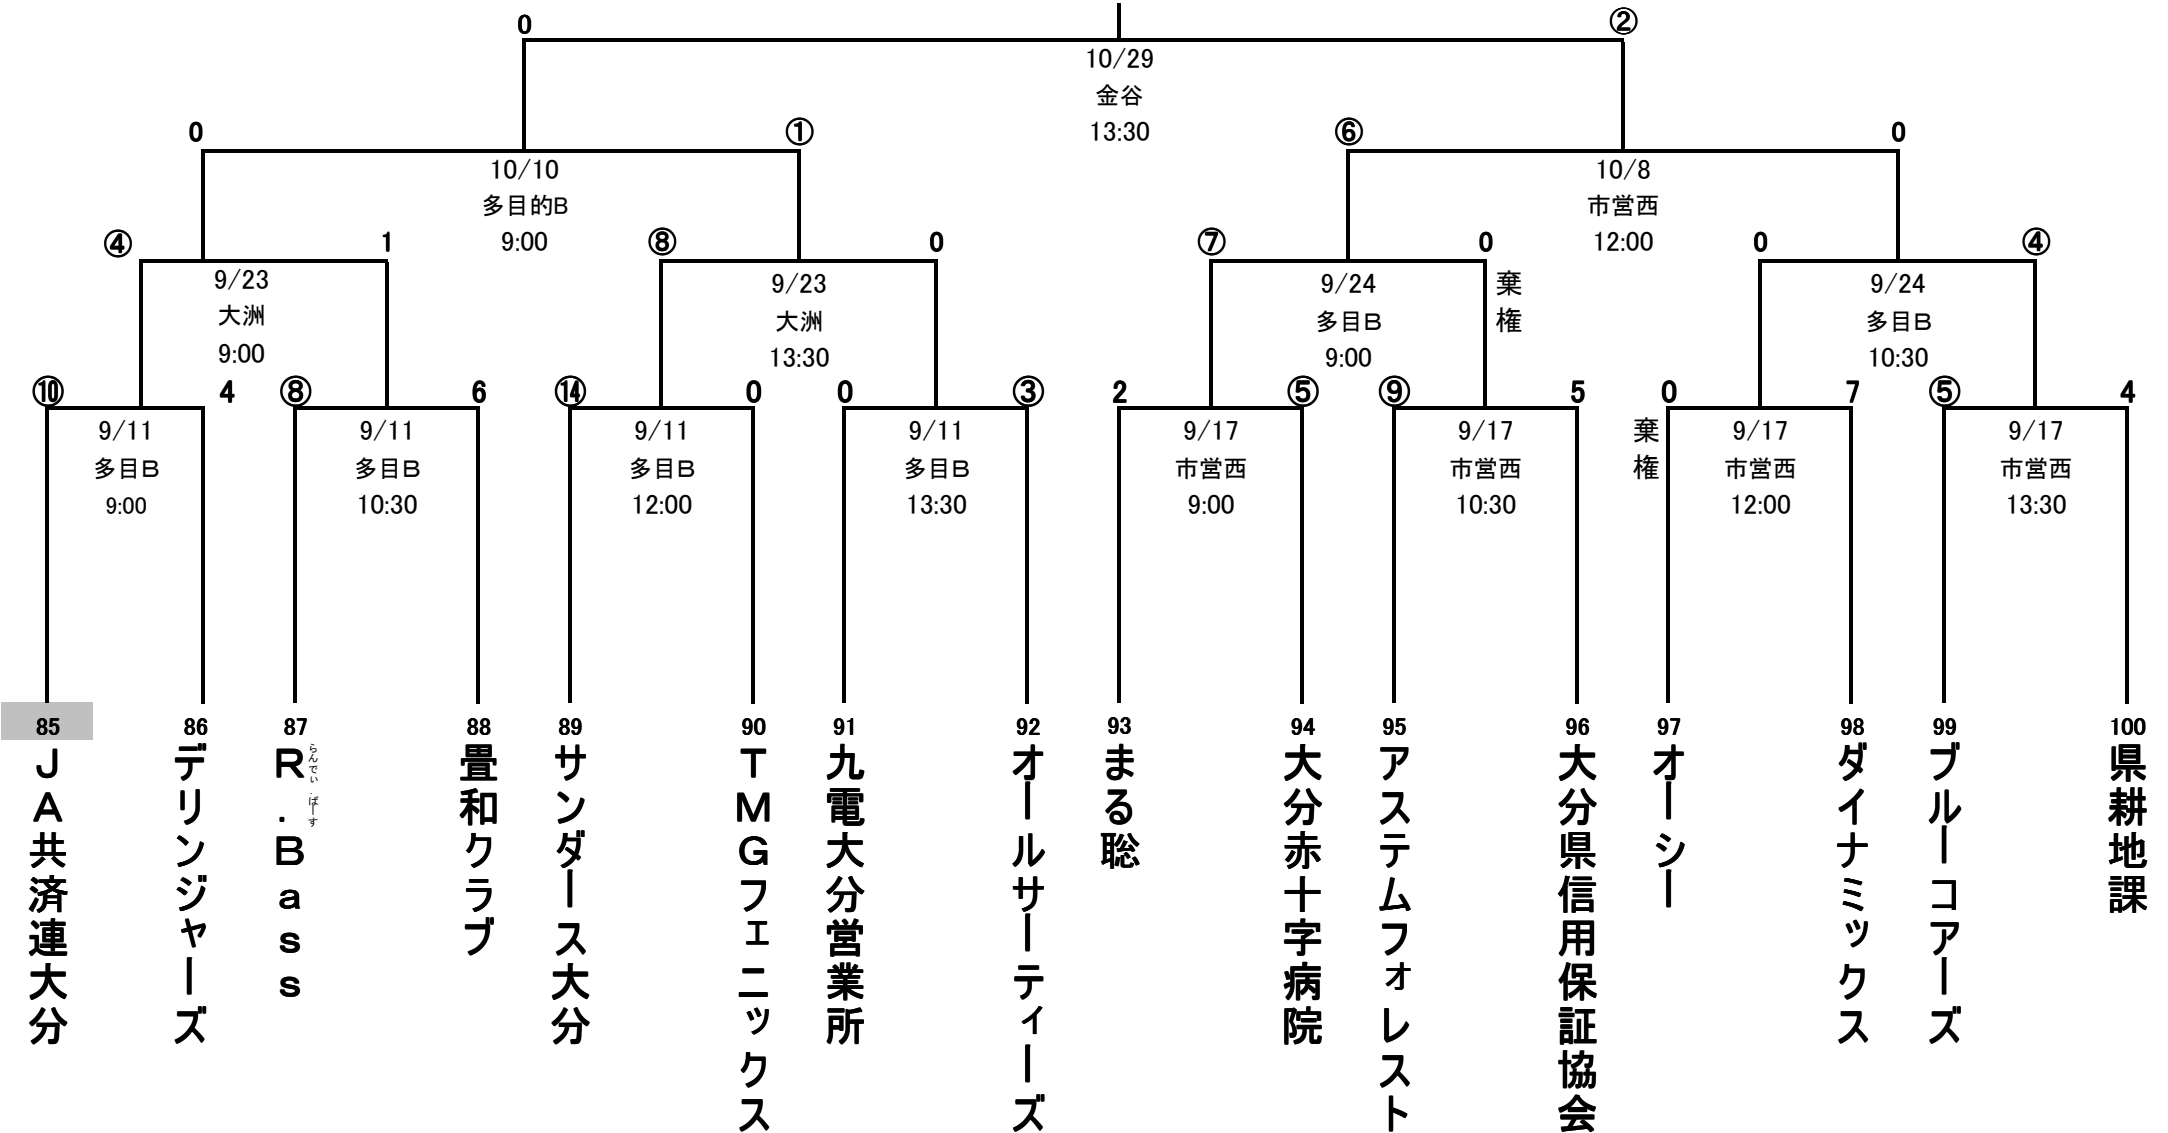 0 ②
10/29
金谷
13:30
0 ① ⑥ 0
10/10
多目的B
9:00
10/8
市営西
12:00
④ 1 ⑧ 0 ⑦ 0 0 ④
9/23
大洲
9:00
9/23
大洲
13:30
9/24
多目B
9:00
棄権
9/24
多目B
10:30
⑩ 4 ⑧ 6 ⑭ 0 0 ③ 2 ⑤ ⑨ 5 0 7 ⑤ 4
9/11
多目B
9:00
9/11
多目B
10:30
9/11
多目B
12:00
9/11
多目B
13:30
9/17
市営西
9:00
9/17
市営西
10:30
棄権
9/17
市営西
12:00
9/17
市営西
13:30
85
JA共済連大分
86
デリンジャーズ
87
R.Bass
らんでぃ.ばーす
88
畳和クラブ
89
サンダース大分
90
TMGフェニックス
91
九電大分営業所
92
オールサーティーズ
93
まる聡
94
大分赤十字病院
95
アステムフォレスト
96
大分県信用保証協会
97
オーシー
98
ダイナミックス
99
ブルーコアーズ
100
県耕地課